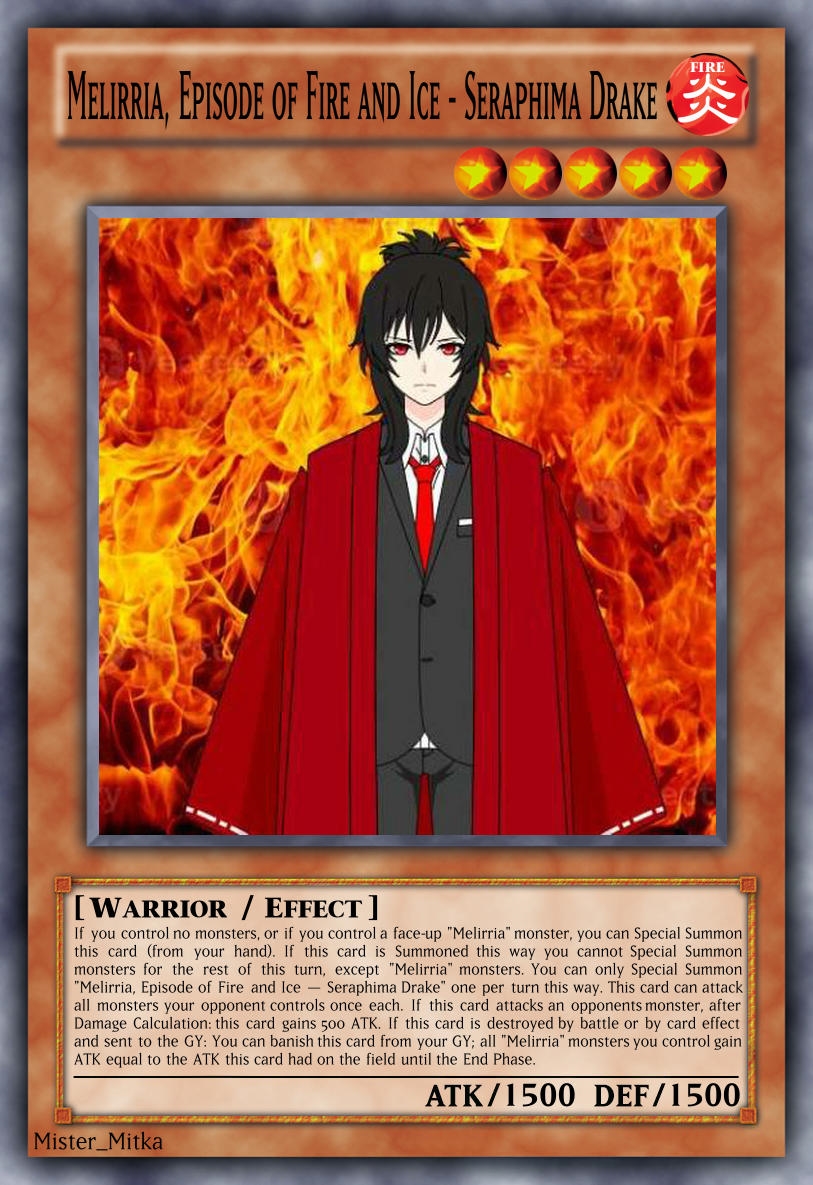 Melirria, Episode of Fire and Ice - Seraphima Drake
FIRE
炎
[ Warrior / Effect ]
If you control no monsters, or if you control a face-up "Melirria" monster, you can Special Summon
this card (from your hand). If this card is Summoned this way you cannot Special Summon
monsters for the rest of this turn, except "Melirria" monsters. You can only Special Summon
"Melirria, Episode of Fire and Ice — Seraphima Drake" one per turn this way. This card can attack
all monsters your opponent controls once each. If this card attacks an opponents monster, after
Damage Calculation: this card gains 500 ATK. If this card is destroyed by battle or by card effect
and sent to the GY: You can banish this card from your GY; all "Melirria" monsters you control gain
ATK equal to the ATK this card had on the field until the End Phase.
ATK/1500 DEF/1500
Mister_Mitka